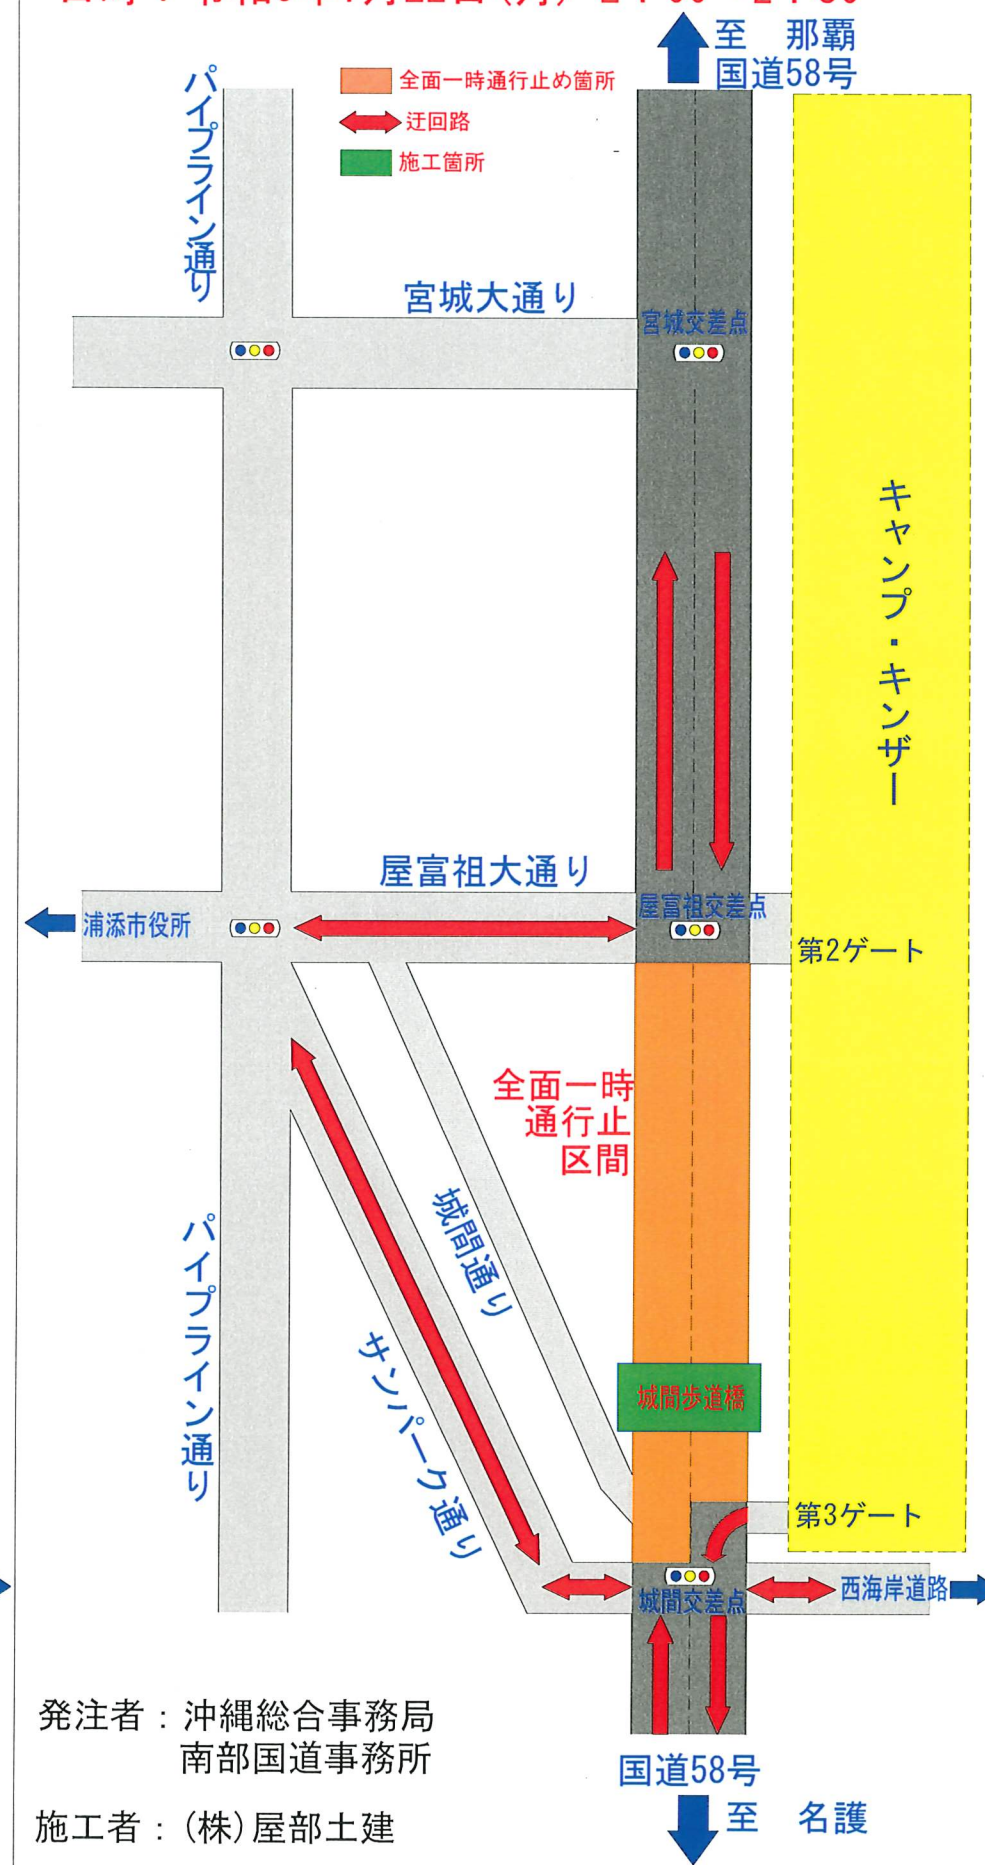 至 那覇
国道58号
全面一時通行止め箇所
迂回路
施工箇所
パイプライン通り
宮城大通り
宮城交差点
キャンプ・キンザー
屋富祖大通り
屋富祖交差点
浦添市役所
第2ゲート
全面一時
通行止
区間
城間通り
パイプライン通り
サンパーク通り
城間歩道橋
第3ゲート
城間交差点
西海岸道路
発注者：沖縄総合事務局
南部国道事務所
施工者：(株)屋部土建
国道58号
至 名護